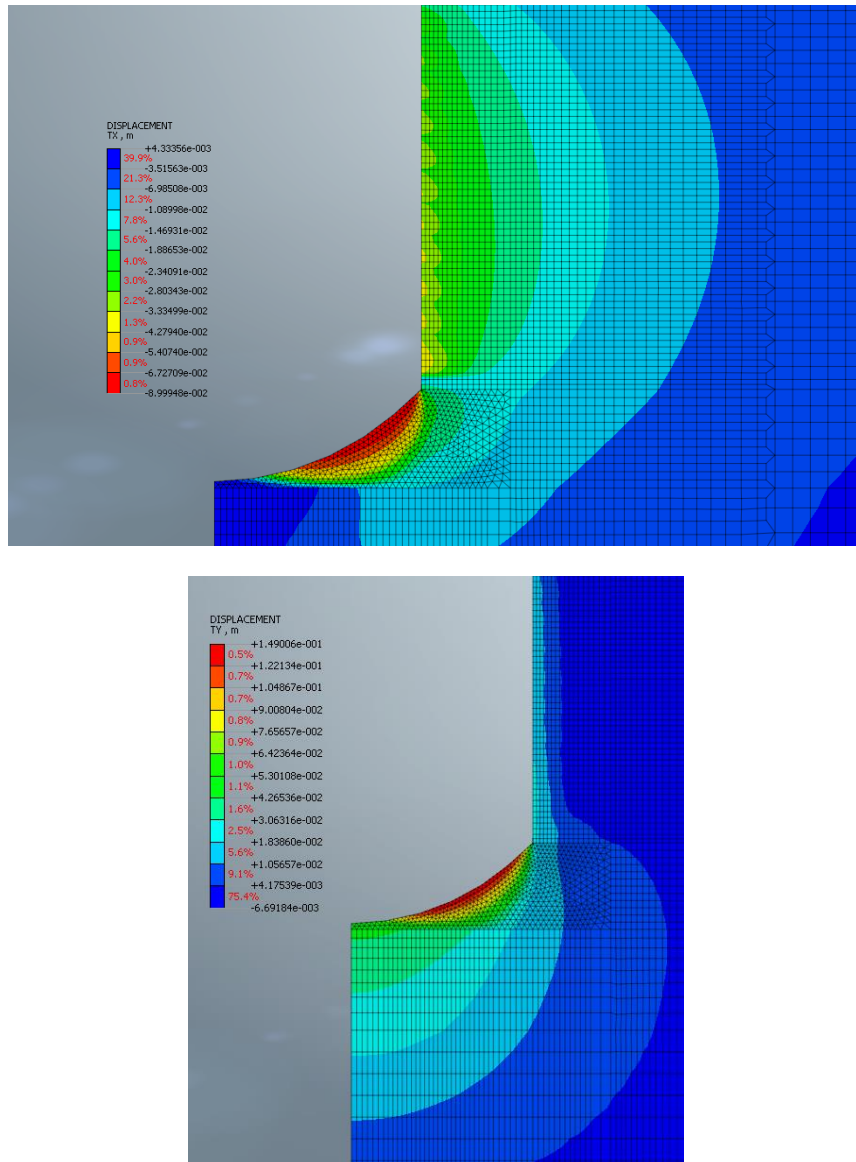 DISPLACEMENT
TX , m
+4.33356e-003
39.9%
-3.51563e-003
21.3%
-6.98508e-003
12.3%
-1.08998e-002
7.8%
-1.46931e-002
5.6%
-1.88653e-002
4.0%
-2.34091e-002
3.0%
-2.80343e-002
2.2%
-3.33499e-002
1.3%
-4.27940e-002
0.9%
-5.40740e-002
0.9%
-6.72709e-002
0.8%
-8.99948e-002
DISPLACEMENT
TY , m
+1.49006e-001
0.5%
+1.22134e-001
0.7%
+1.04867e-001
0.7%
+9.00804e-002
0.8%
+7.65657e-002
0.9%
+6.42364e-002
1.0%
+5.30108e-002
1.1%
+4.26536e-002
1.6%
+3.06316e-002
2.5%
+1.83860e-002
5.6%
+1.05657e-002
9.1%
+4.17539e-003
75.4%
-6.69184e-003